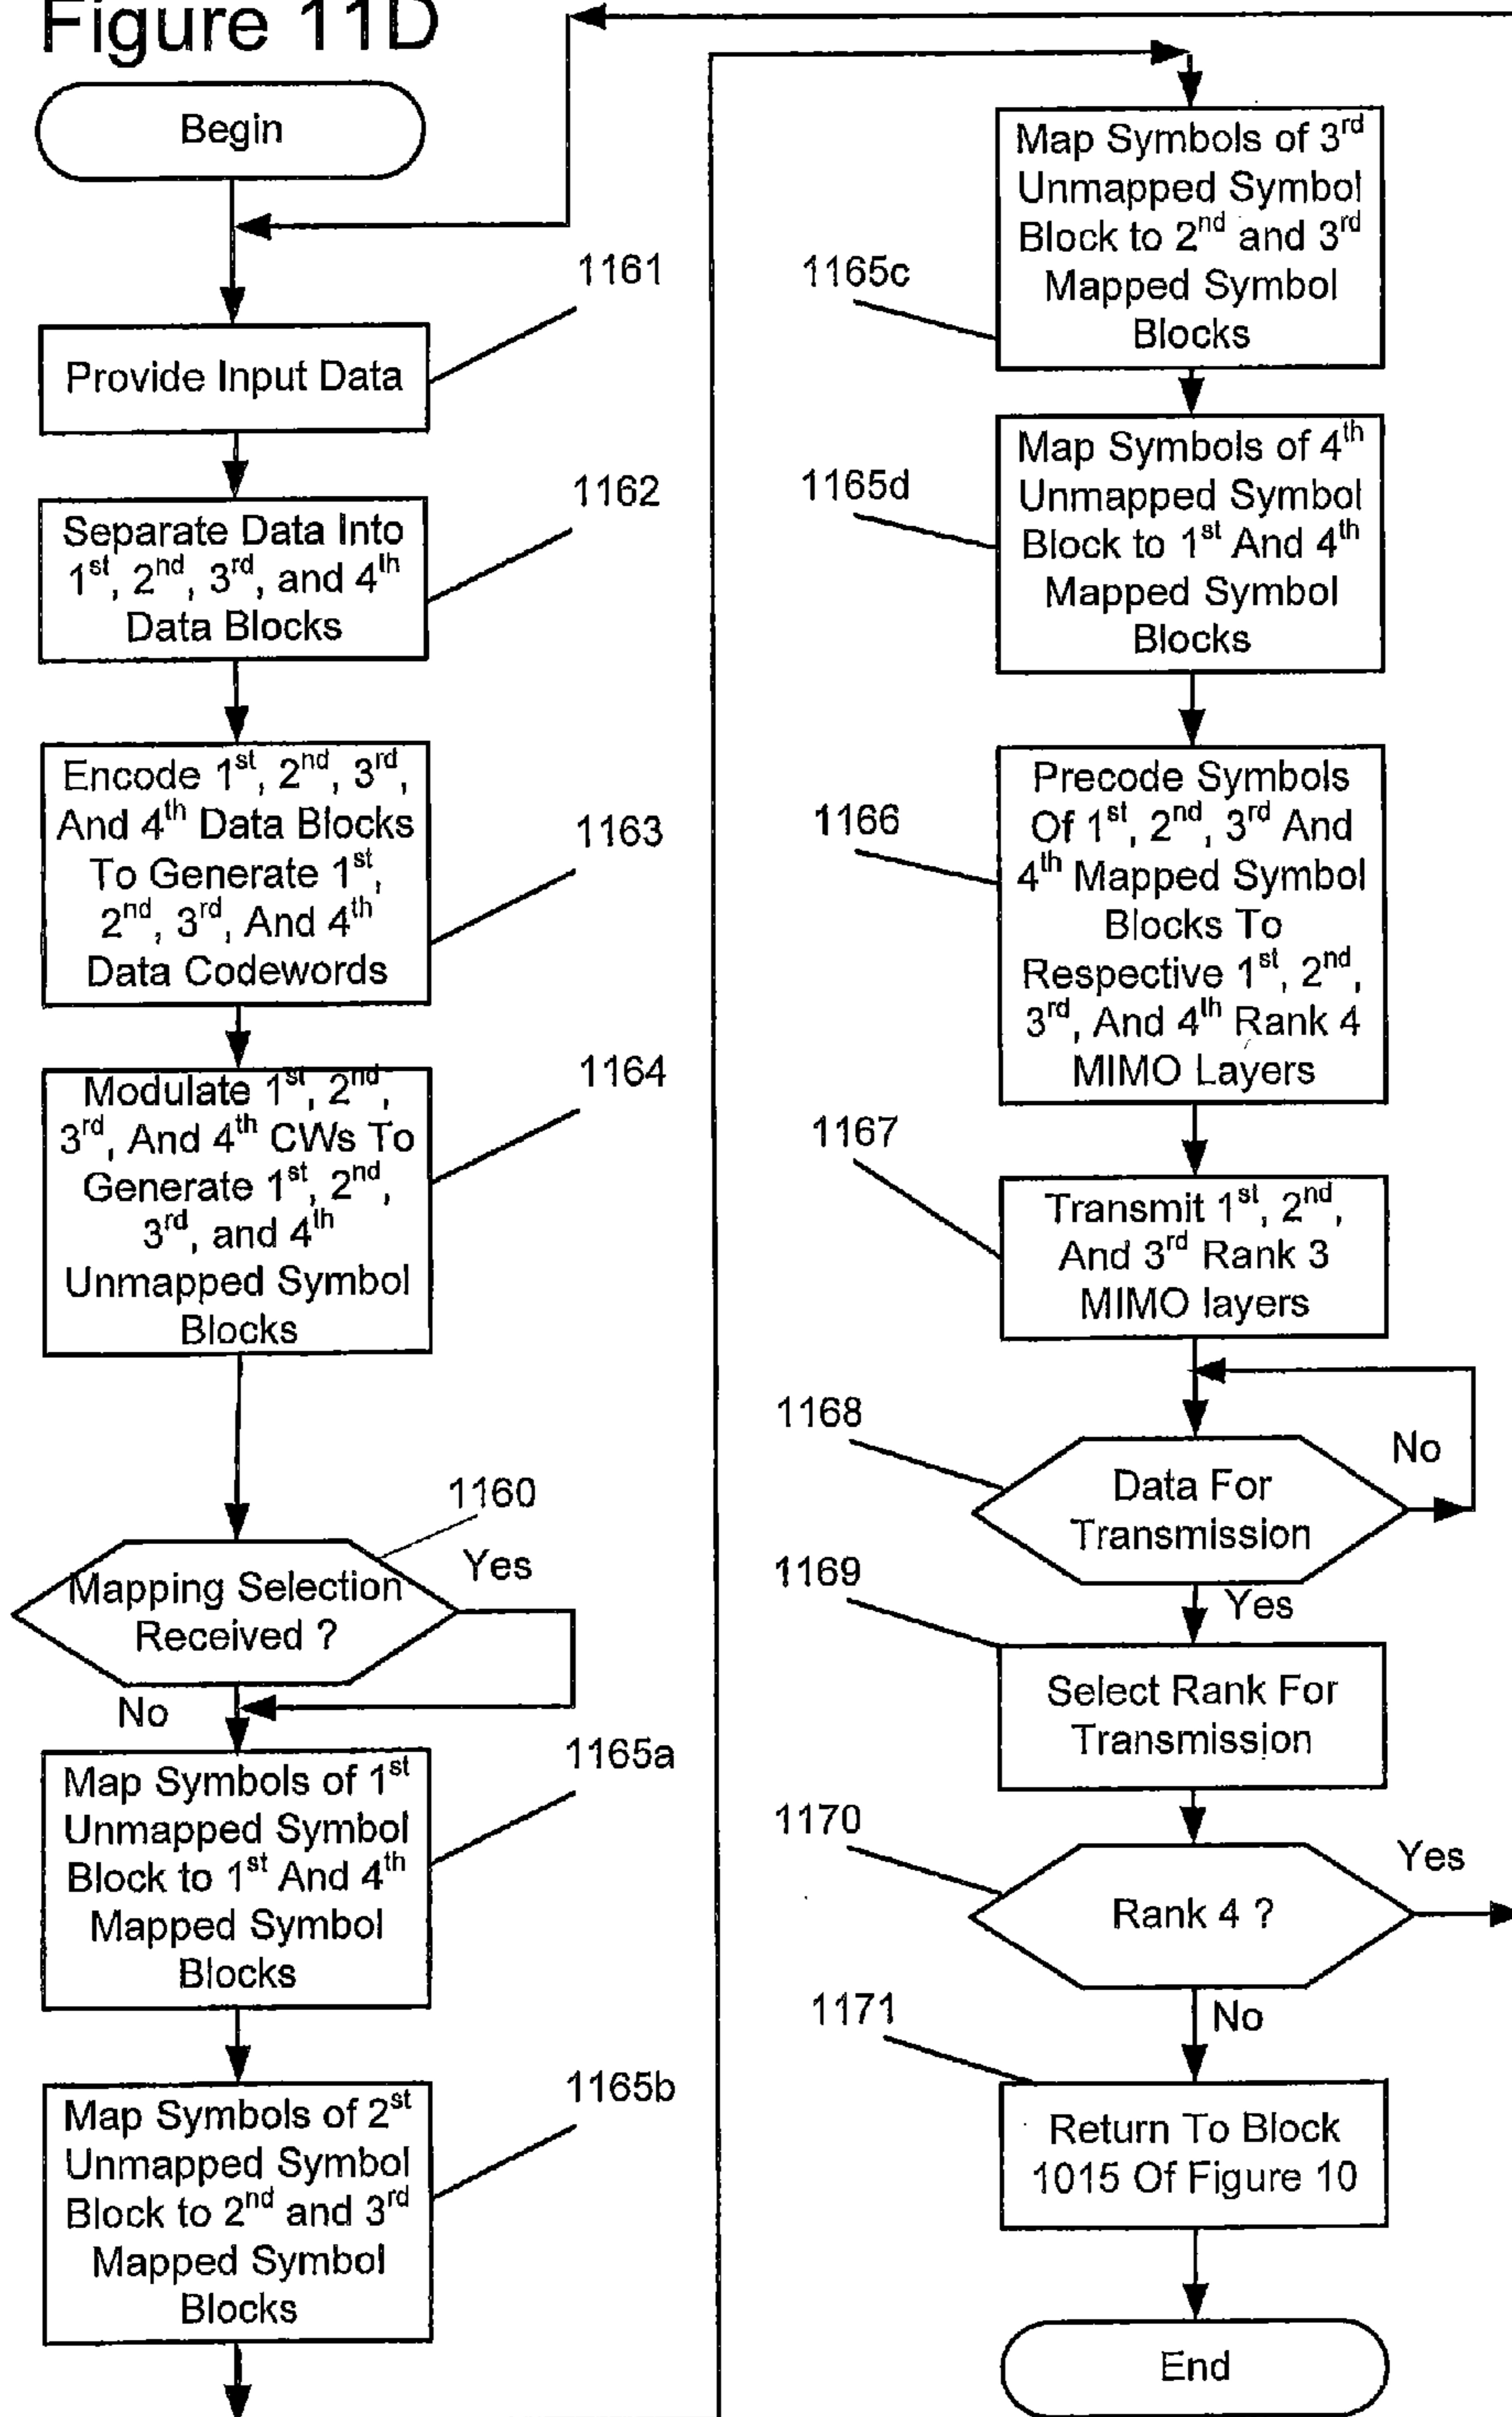 Figure 11D
Begin
1161
Provide Input Data
1162
Separate Data Into
1st, 2nd, 3rd, and 4th
Data Blocks
Encode 1st, 2nd, 3rd,
And 4th Data Blocks
To Generate 1st,
2nd, 3rd, And 4th
Data Codewords
1163
Modulate 1st, 2nd,
3rd, And 4th CWs To
Generate 1st, 2nd,
3rd, and 4th
Unmapped Symbol
Blocks
1164
1160
Mapping Selection
Received ?
Yes
No
1165a
Map Symbols of 1st
Unmapped Symbol
Block to 1st And 4th
Mapped Symbol
Blocks
1165b
Map Symbols of 2st
Unmapped Symbol
Block to 2nd and 3rd
Mapped Symbol
Blocks
1165c
Map Symbols of 3rd
Unmapped Symbol
Block to 2nd and 3rd
Mapped Symbol
Blocks
1165d
Map Symbols of 4th
Unmapped Symbol
Block to 1st And 4th
Mapped Symbol
Blocks
1166
Precode Symbols
Of 1st, 2nd, 3rd And
4th Mapped Symbol
Blocks To
Respective 1st, 2nd,
3rd, And 4th Rank 4
MIMO Layers
1167
Transmit 1st, 2nd,
And 3rd Rank 3
MIMO layers
1168
Data For
Transmission
No
Yes
1169
Select Rank For
Transmission
1170
Rank 4 ?
Yes
No
1171
Return To Block
1015 Of Figure 10
End